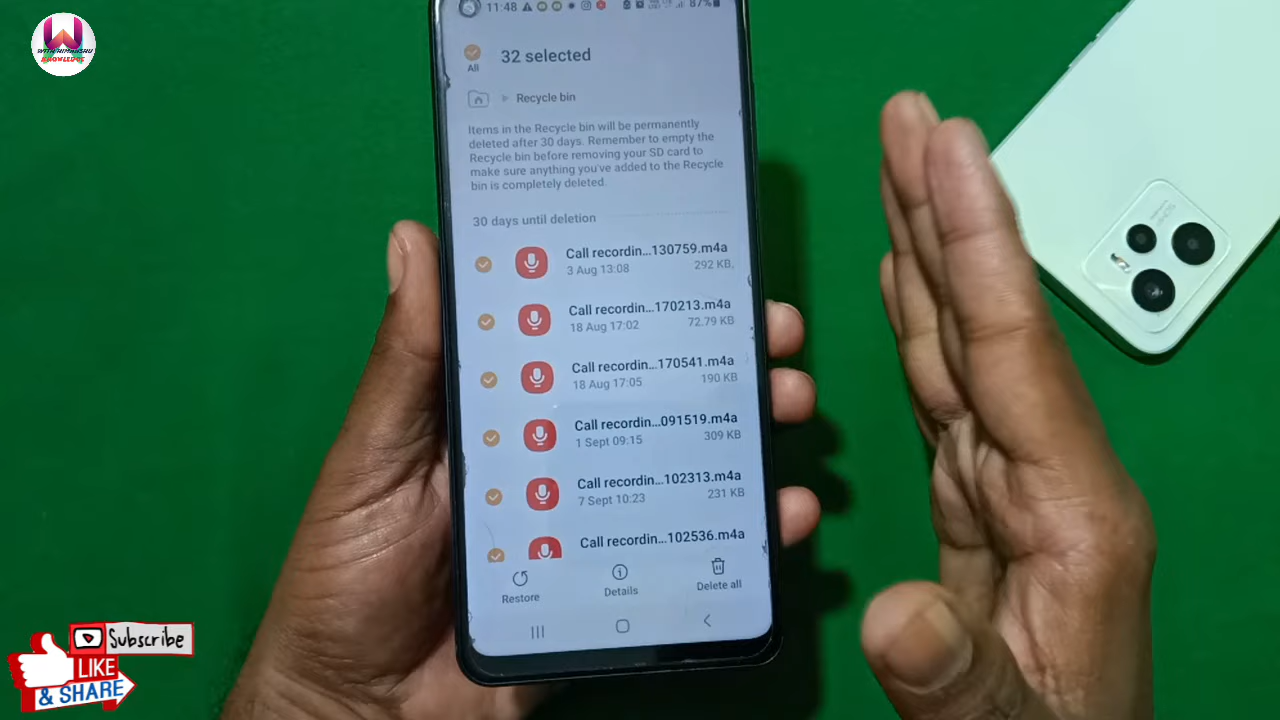 WITH HIMANSHU
KNOWLEDGE
11:48
87%
All
32 selected
Recycle bin
Items in the Recycle bin will be permanently
deleted after 30 days. Remember to empty the
Recycle bin before removing your SD card to
make sure anything you've added to the Recycle
bin is completely deleted.
30 days until deletion
Call recordin...130759.m4a
3 Aug 13:08 292 KB,
Call recordin...170213.m4a
18 Aug 17:02 72.79 KB
Call recordin...170541.m4a
18 Aug 17:05 190 KB
Call recordin...091519.m4a
1 Sept 09:15 309 KB
Call recordin...102313.m4a
7 Sept 10:23 231 KB
Call recordin...102536.m4a
Restore
Details
Delete all
Subscribe
LIKE
& SHARE